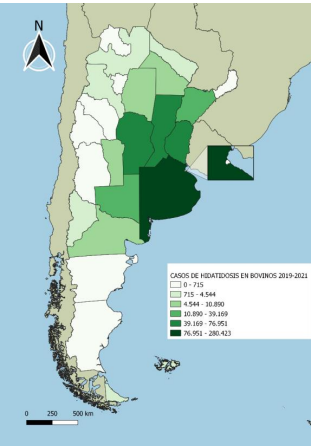 N
CASOS DE HIDATIDOSIS EN BOVINOS 2019-2021
0 - 715
715 - 4.544
4.544 - 10.890
10.890 - 39.169
39.169 - 76.951
76.951 - 280.423
0 250 500 km